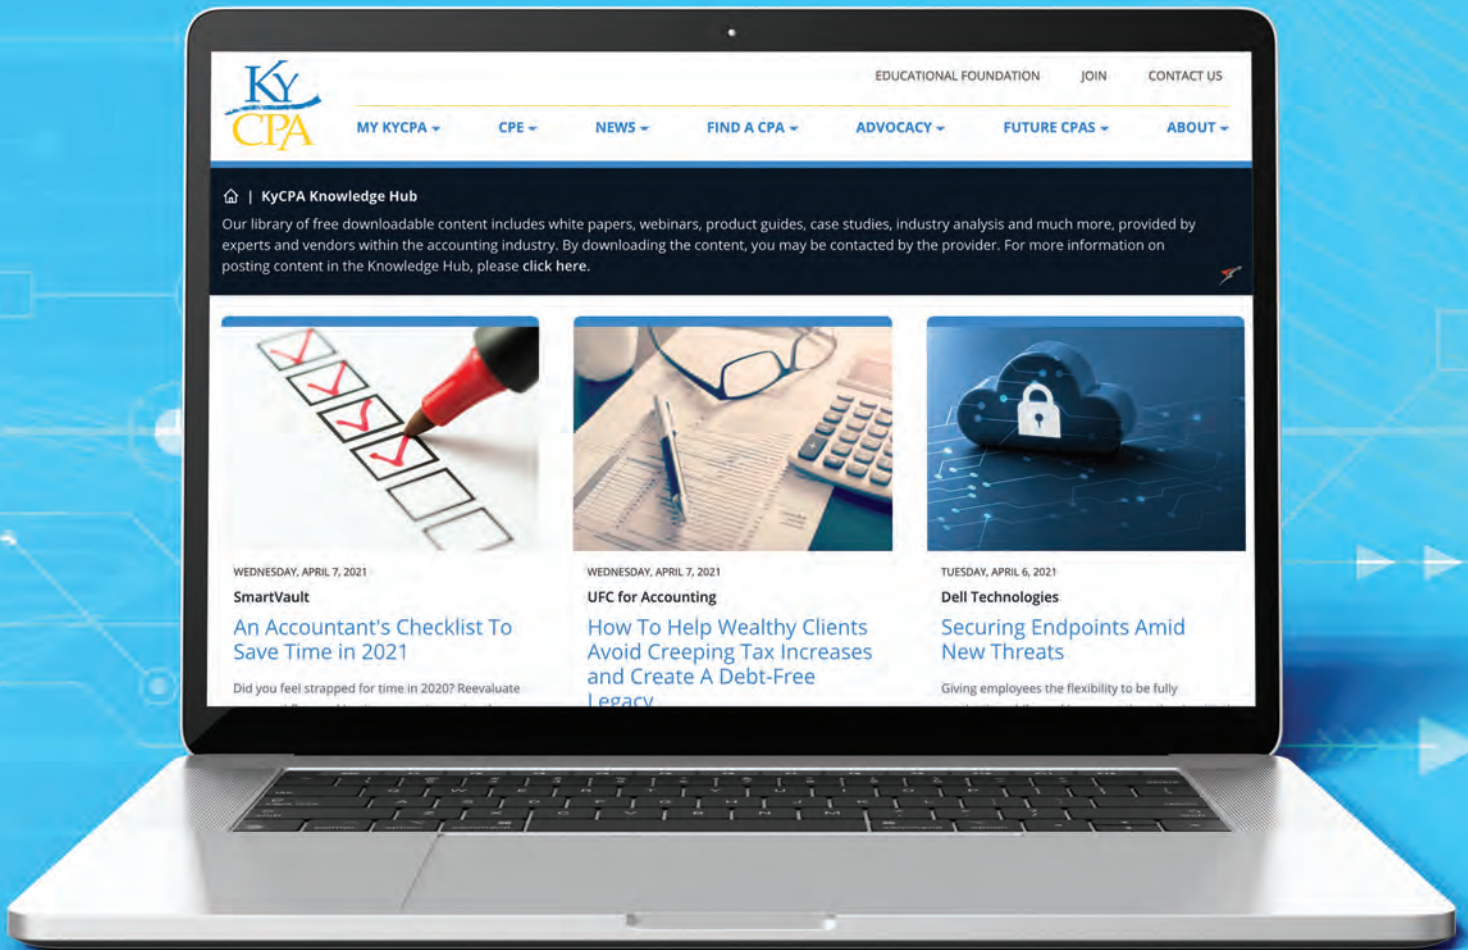 KY
CPA
EDUCATIONAL FOUNDATION JOIN CONTACT US
MY KYCPA CPE NEWS FIND A CPA ADVOCACY FUTURE CPAS ABOUT
| KyCPA Knowledge Hub
Our library of free downloadable content includes white papers, webinars, product guides, case studies, industry analysis and much more, provided by
experts and vendors within the accounting industry. By downloading the content, you may be contacted by the provider. For more information on
posting content in the Knowledge Hub, please click here.
WEDNESDAY, APRIL 7, 2021
SmartVault
An Accountant's Checklist To
Save Time in 2021
Did you feel strapped for time in 2020? Reevaluate
WEDNESDAY, APRIL 7, 2021
UFC for Accounting
How To Help Wealthy Clients
Avoid Creeping Tax Increases
and Create A Debt-Free
Legacy
TUESDAY, APRIL 6, 2021
Dell Technologies
Securing Endpoints Amid
New Threats
Giving employees the flexibility to be fully